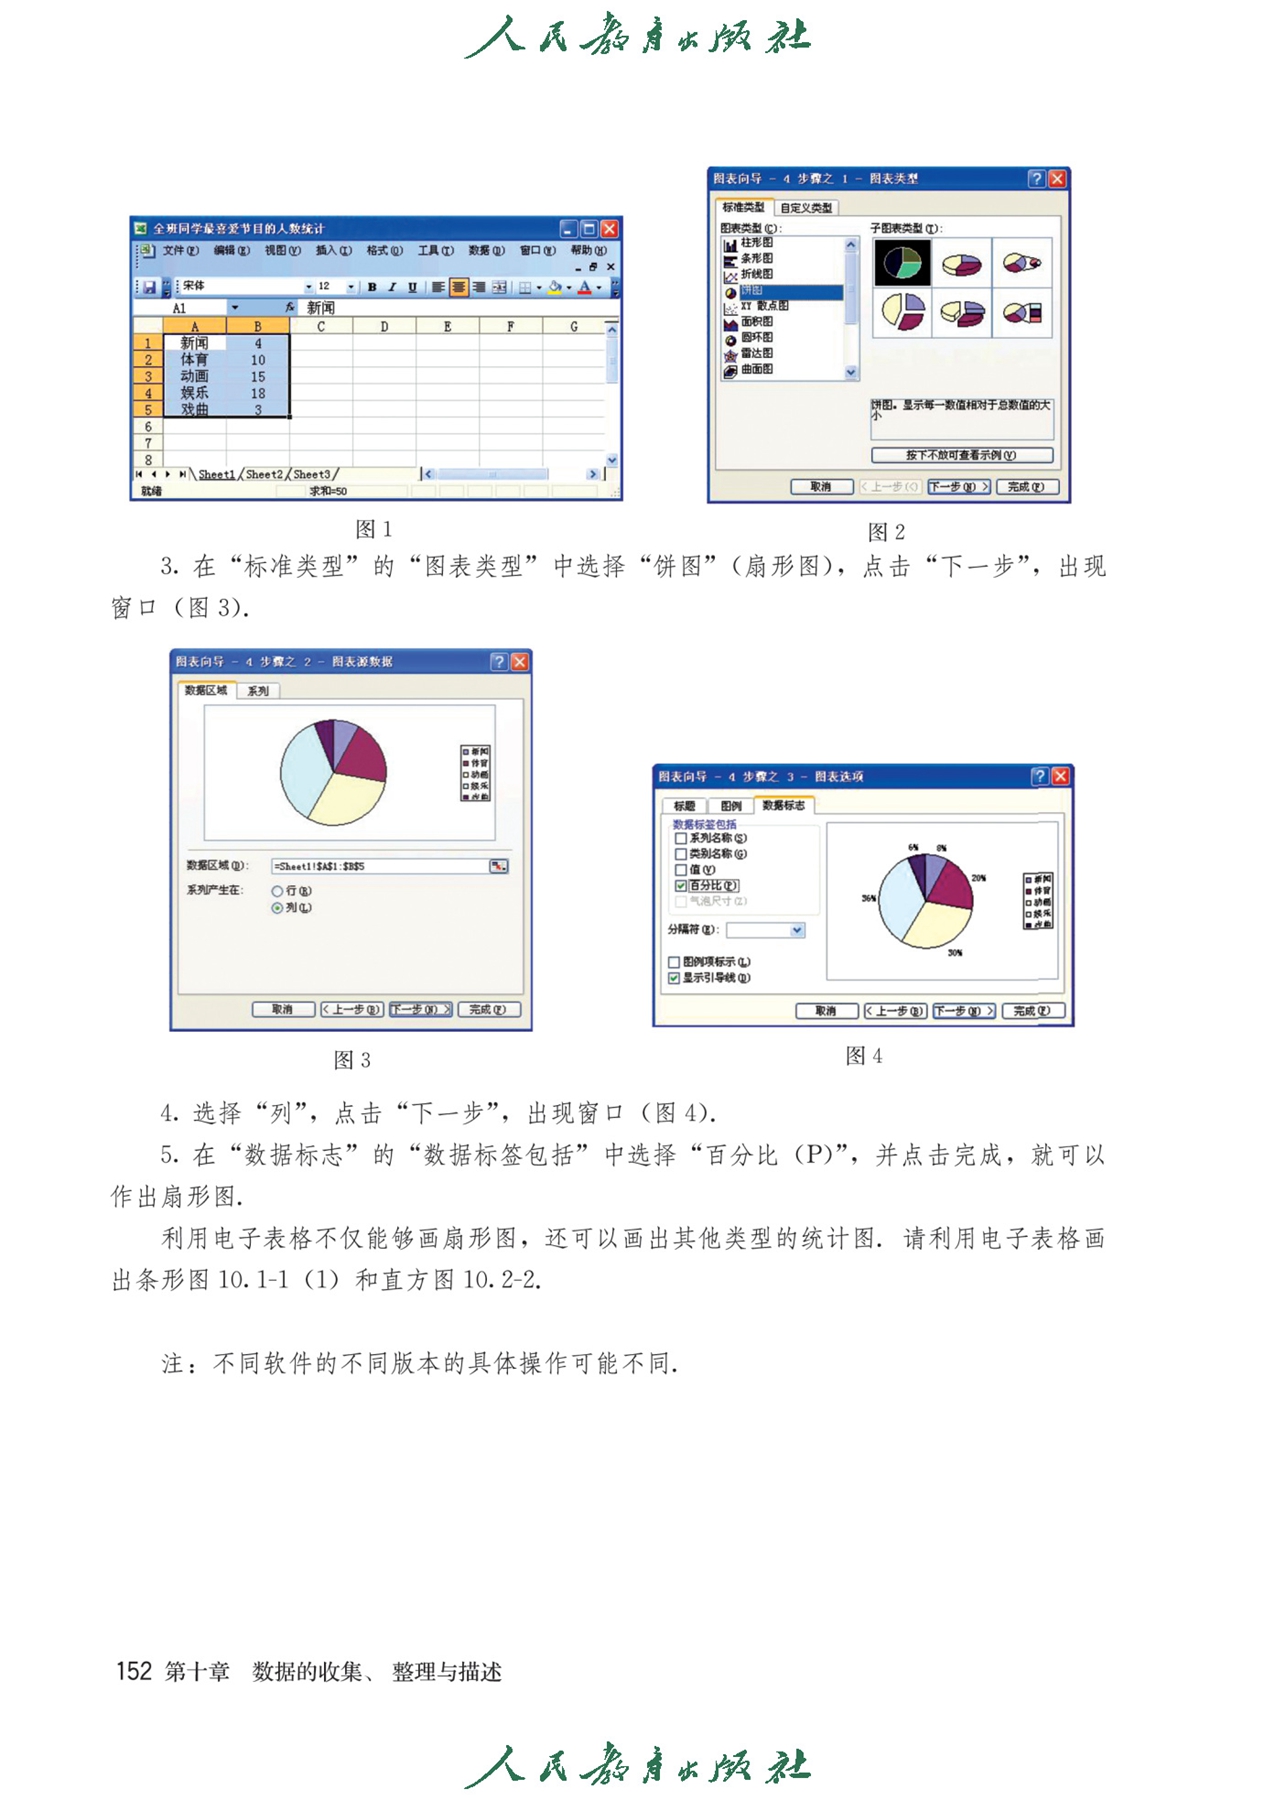 人民教育出版社
全班同学最喜爱节目的人数统计
文件(F) 编辑(E) 视图(V) 插入(I) 格式(O) 工具(T) 数据(D) 窗口(W) 帮助(H)
宋体 12 B I U
A1 fx 新闻
A B C D E F G
1 新闻 4
2 体育 10
3 动画 15
4 娱乐 18
5 戏曲 3
6
7
8
Sheet1 Sheet2 Sheet3
就绪 求和=50
图 1
图表向导 - 4 步骤之 1 - 图表类型
标准类型 自定义类型
图表类型(C): 子图表类型(T):
柱形图
条形图
折线图
饼图
XY 散点图
面积图
圆环图
雷达图
曲面图
饼图。显示每一数值相对于总数值的大
小
按下不放可查看示例(V)
取消 <上一步(<) 下一步(N) > 完成(F)
图 2
3. 在“标准类型”的“图表类型”中选择“饼图”(扇形图)，点击“下一步”，出现
窗口（图 3).
图表向导 - 4 步骤之 2 - 图表源数据
数据区域 系列
新闻
体育
动画
娱乐
数据区域(D): =Sheet1!$A$1:$B$5
系列产生在: 行(R)
列(L)
取消 <上一步(B) 下一步(N) > 完成(F)
图 3
图表向导 - 4 步骤之 3 - 图表选项
标题 图例 数据标志
数据标签包括
系列名称(S)
类别名称(G)
值(V)
百分比(P)
气泡尺寸(Z)
分隔符(E):
图例项标示(L)
显示引导线(D)
6% 8%
20%
36%
30%
新闻
体育
动画
娱乐
取消 <上一步(B) 下一步(N) > 完成(F)
图 4
4. 选择“列”，点击“下一步”，出现窗口（图 4).
5. 在“数据标志”的“数据标签包括”中选择“百分比（P)”，并点击完成，就可以
作出扇形图.
利用电子表格不仅能够画扇形图，还可以画出其他类型的统计图. 请利用电子表格画
出条形图 10.1-1（1）和直方图 10.2-2.
注：不同软件的不同版本的具体操作可能不同.
152 第十章 数据的收集、整理与描述
人民教育出版社